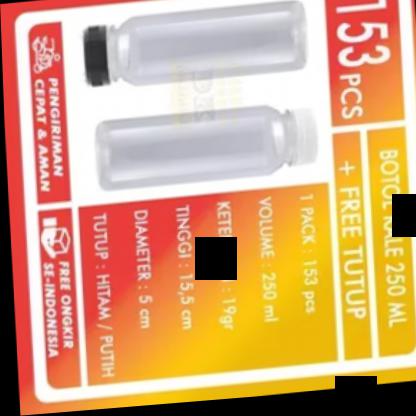 153 PCS
BOTOL KALE 250 ML
+ FREE TUTUP
1 PACK : 153 pcs
VOLUME : 250 ml
: 19gr
TINGGI : 15,5 cm
DIAMETER : 5 cm
TUTUP : HITAM / PUTIH
PENGIRIMAN
CEPAT & AMAN
FREE ONGKIR
SE-INDONESIA